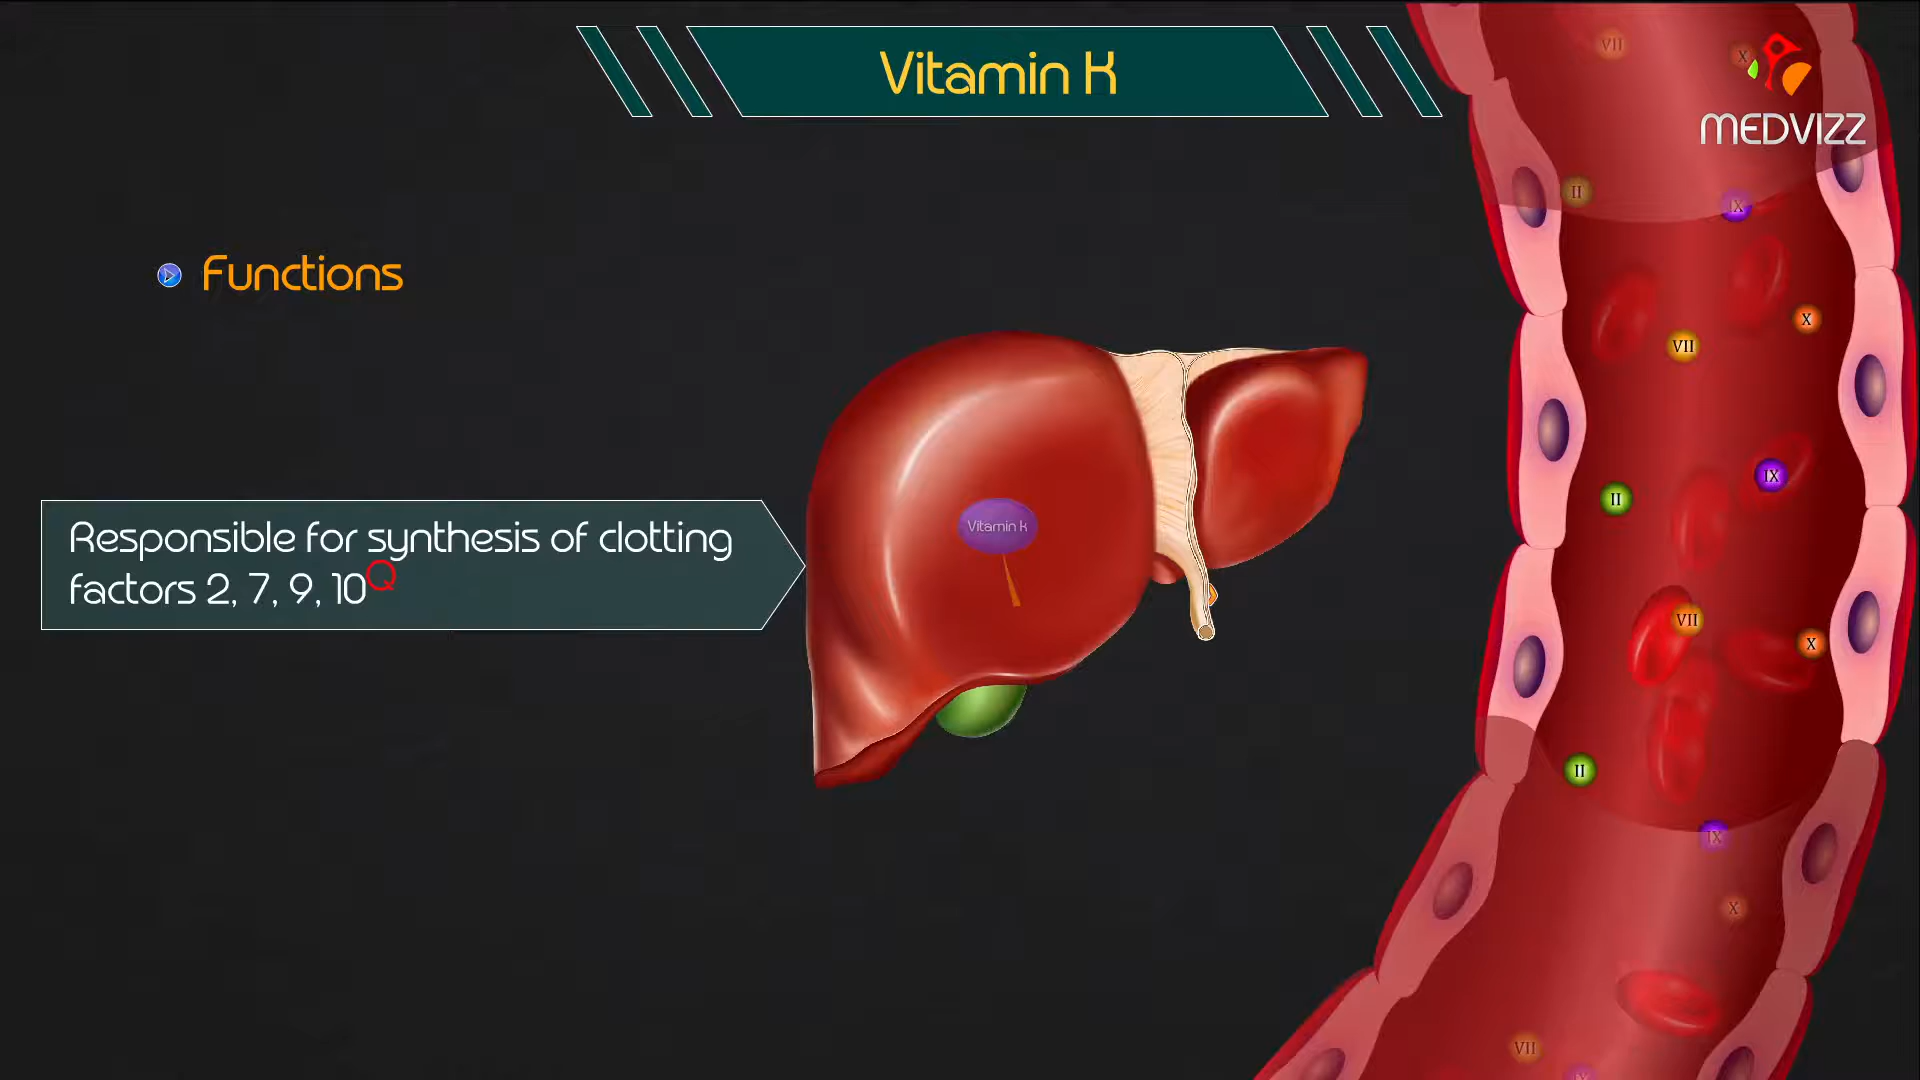 Vitamin K
MEDVIZZ
Functions
Responsible for synthesis of clotting
factors 2, 7, 9, 10Q
Vitamin k
VII
X
II
IX
X
VII
IX
II
VII
X
II
IX
X
VII
IX